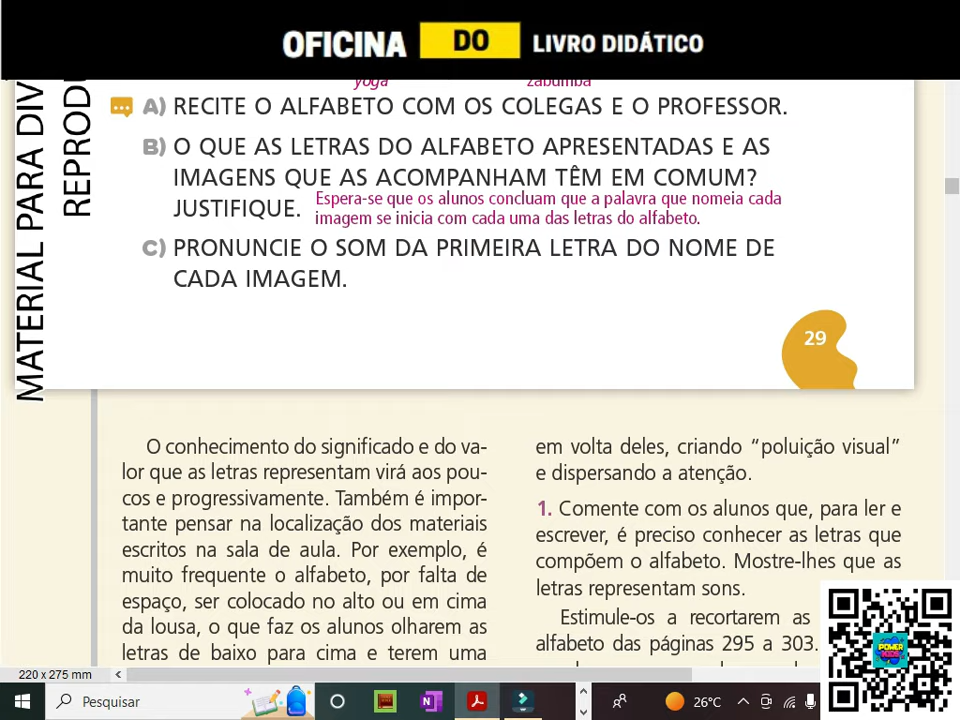 OFICINA DO LIVRO DIDÁTICO
yoga zabumba
MATERIAL PARA DIV
REPRODU
A) RECITE O ALFABETO COM OS COLEGAS E O PROFESSOR.
B) O QUE AS LETRAS DO ALFABETO APRESENTADAS E AS
IMAGENS QUE AS ACOMPANHAM TÊM EM COMUM?
JUSTIFIQUE.
Espera-se que os alunos concluam que a palavra que nomeia cada
imagem se inicia com cada uma das letras do alfabeto.
C) PRONUNCIE O SOM DA PRIMEIRA LETRA DO NOME DE
CADA IMAGEM.
29
O conhecimento do significado e do va-
lor que as letras representam virá aos pou-
cos e progressivamente. Também é impor-
tante pensar na localização dos materiais
escritos na sala de aula. Por exemplo, é
muito frequente o alfabeto, por falta de
espaço, ser colocado no alto ou em cima
da lousa, o que faz os alunos olharem as
letras de baixo para cima e terem uma
em volta deles, criando “poluição visual”
e dispersando a atenção.
1. Comente com os alunos que, para ler e
escrever, é preciso conhecer as letras que
compõem o alfabeto. Mostre-lhes que as
letras representam sons.
Estimule-os a recortarem as
alfabeto das páginas 295 a 303.
POWER KIDS
220 x 275 mm
Pesquisar
26°C